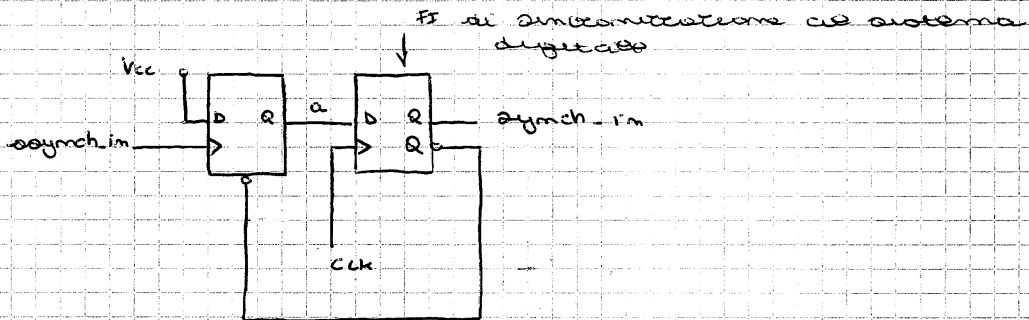 FF di sincronizzazione al sistema
digitale
Vcc
D Q
a
D Q
synch_in
asynch_in
Q
CLK